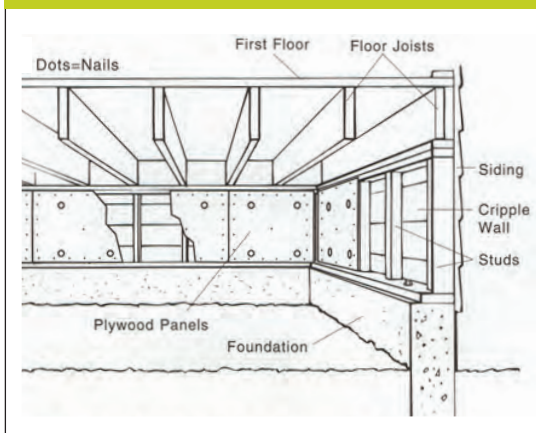 First Floor
Floor Joists
Dots=Nails
Siding
Cripple
Wall
Studs
Plywood Panels
Foundation